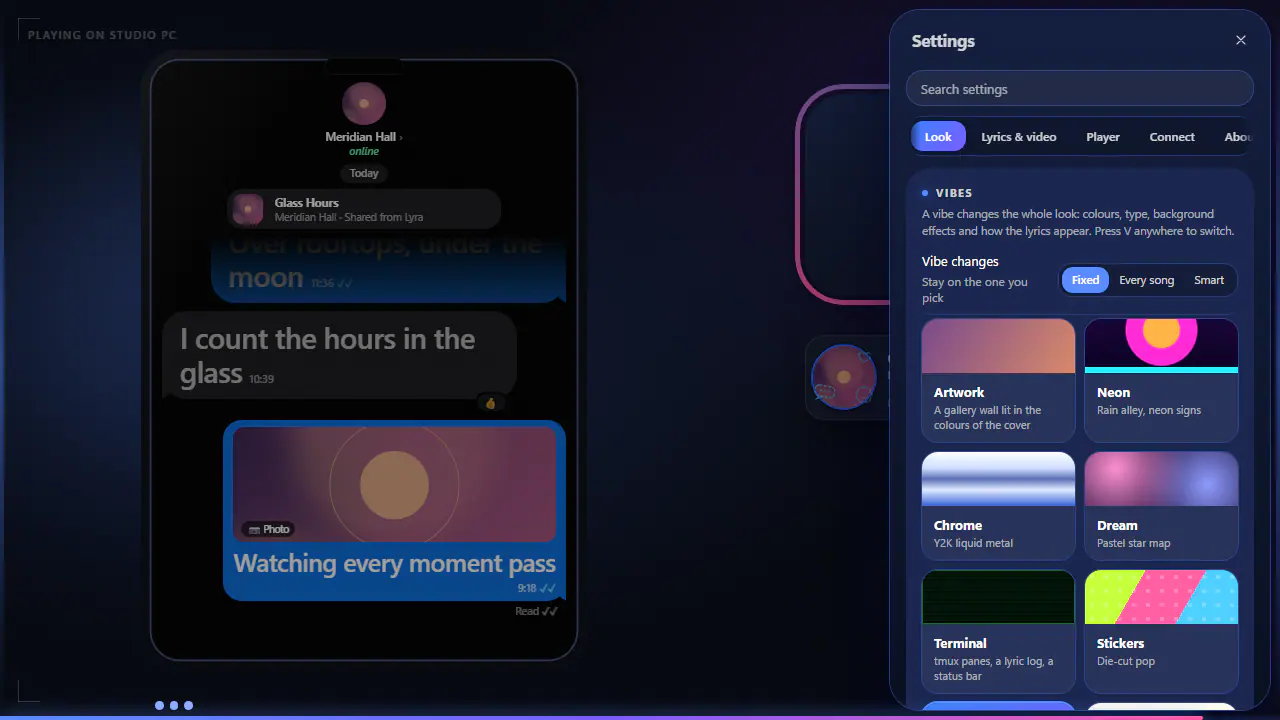 PLAYING ON STUDIO PC
Meridian Hall ›
online
Today
Glass Hours
Meridian Hall - Shared from Lyra
Over rooftops, under the
moon 11:36 ✓✓
I count the hours in the
glass 10:39
👍
Photo
Watching every moment pass
9:18 ✓✓
Read ✓✓
Settings
Search settings
Look Lyrics & video Player Connect Abou
VIBES
A vibe changes the whole look: colours, type, background
effects and how the lyrics appear. Press V anywhere to switch.
Vibe changes
Stay on the one you
pick
Fixed Every song Smart
Artwork
A gallery wall lit in the
colours of the cover
Neon
Rain alley, neon signs
Chrome
Y2K liquid metal
Dream
Pastel star map
Terminal
tmux panes, a lyric log, a
status bar
Stickers
Die-cut pop